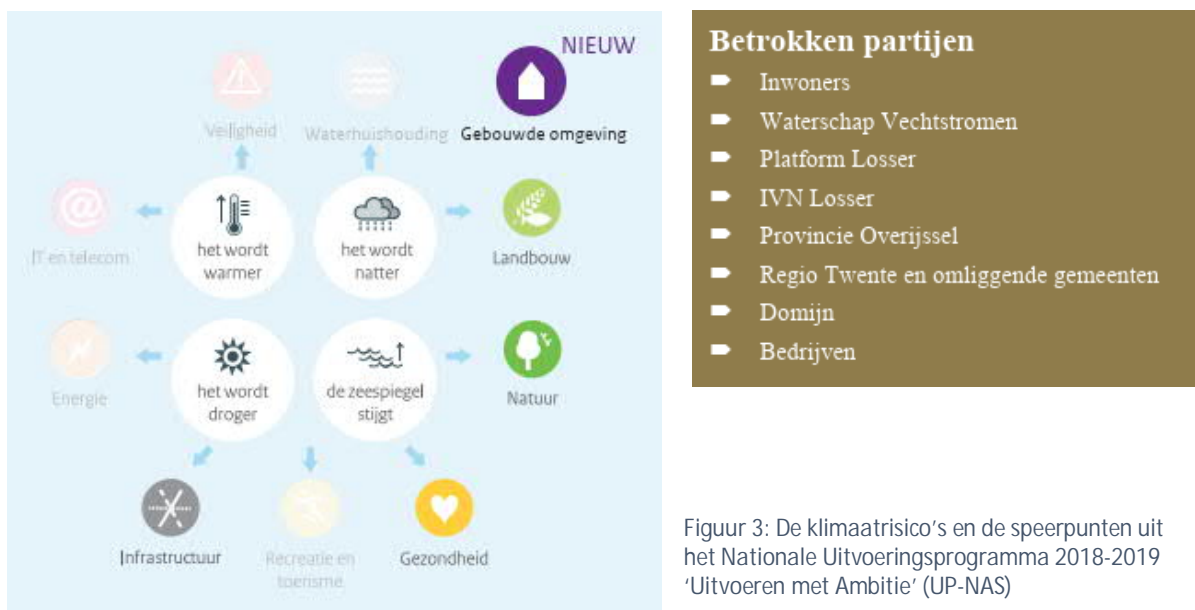 NIEUW
Veiligheid
Waterhuishouding
Gebouwde omgeving
IT en telecom
het wordt
warmer
het wordt
natter
Landbouw
Energie
het wordt
droger
de zeespiegel
stijgt
Natuur
Infrastructuur
Recreatie en
toerisme
Gezondheid
Betrokken partijen
Inwoners
Waterschap Vechtstromen
Platform Losser
IVN Losser
Provincie Overijssel
Regio Twente en omliggende gemeenten
Domijn
Bedrijven
Figuur 3: De klimaatrisico's en de speerpunten uit
het Nationale Uitvoeringsprogramma 2018-2019
'Uitvoeren met Ambitie' (UP-NAS)